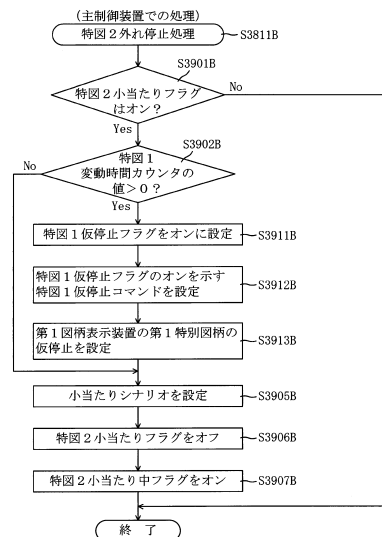 (主制御装置での処理)
特図2外れ停止処理
S3811B
S3901B
特図2小当たりフラグ
はオン?
No
Yes
S3902B
特図1
変動時間カウンタの
値>0?
No
Yes
特図1仮停止フラグをオンに設定
S3911B
特図1仮停止フラグのオンを示す
特図1仮停止コマンドを設定
S3912B
第1図柄表示装置の第1特別図柄の
仮停止を設定
S3913B
小当たりシナリオを設定
S3905B
特図2小当たりフラグをオフ
S3906B
特図2小当たり中フラグをオン
S3907B
終 了